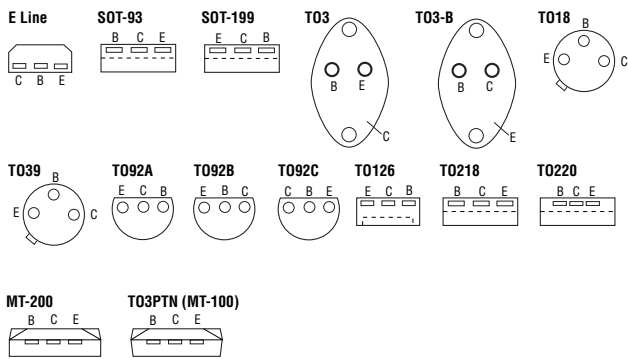 E Line
SOT-93
SOT-199
TO3
TO3-B
TO18
B C E
E C B
B
E
C
C B E
B E
C
B C
E
TO39
TO92A
TO92B
TO92C
TO126
TO218
TO220
B
E
C
E C B
E B C
C B E
E C B
B C E
B C E
MT-200
TO3PTN (MT-100)
B C E
B C E